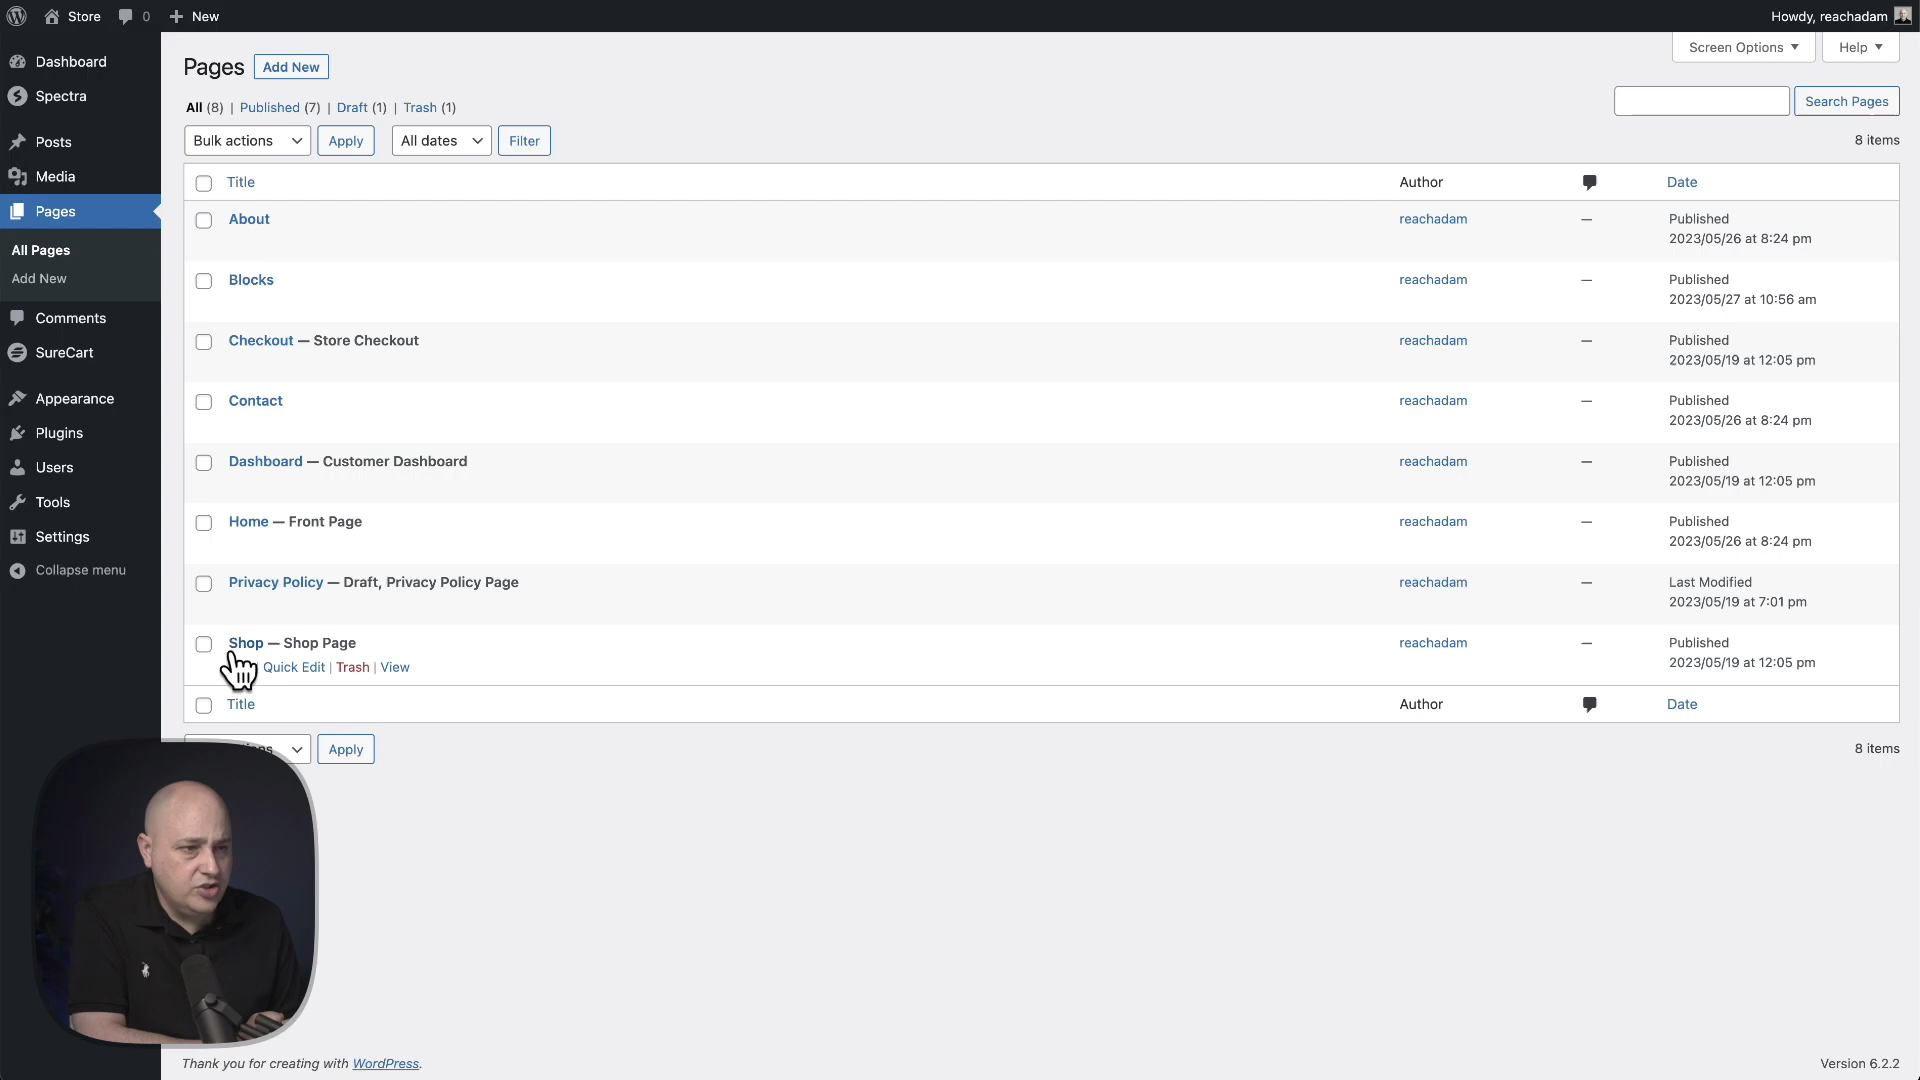 Store
0
New
Howdy, reachadam
Screen Options
Help
Dashboard
Spectra
Posts
Media
Pages
All Pages
Add New
Comments
SureCart
Appearance
Plugins
Users
Tools
Settings
Collapse menu
Pages
Add New
All (8) | Published (7) | Draft (1) | Trash (1)
Search Pages
Bulk actions
Apply
All dates
Filter
8 items
Title Author Date
About reachadam — Published
2023/05/26 at 8:24 pm
Blocks reachadam — Published
2023/05/27 at 10:56 am
Checkout — Store Checkout reachadam — Published
2023/05/19 at 12:05 pm
Contact reachadam — Published
2023/05/26 at 8:24 pm
Dashboard — Customer Dashboard reachadam — Published
2023/05/19 at 12:05 pm
Home — Front Page reachadam — Published
2023/05/26 at 8:24 pm
Privacy Policy — Draft, Privacy Policy Page reachadam — Last Modified
2023/05/19 at 7:01 pm
Shop — Shop Page reachadam — Published
Quick Edit | Trash | View 2023/05/19 at 12:05 pm
Title Author Date
Apply
8 items
Thank you for creating with WordPress.
Version 6.2.2